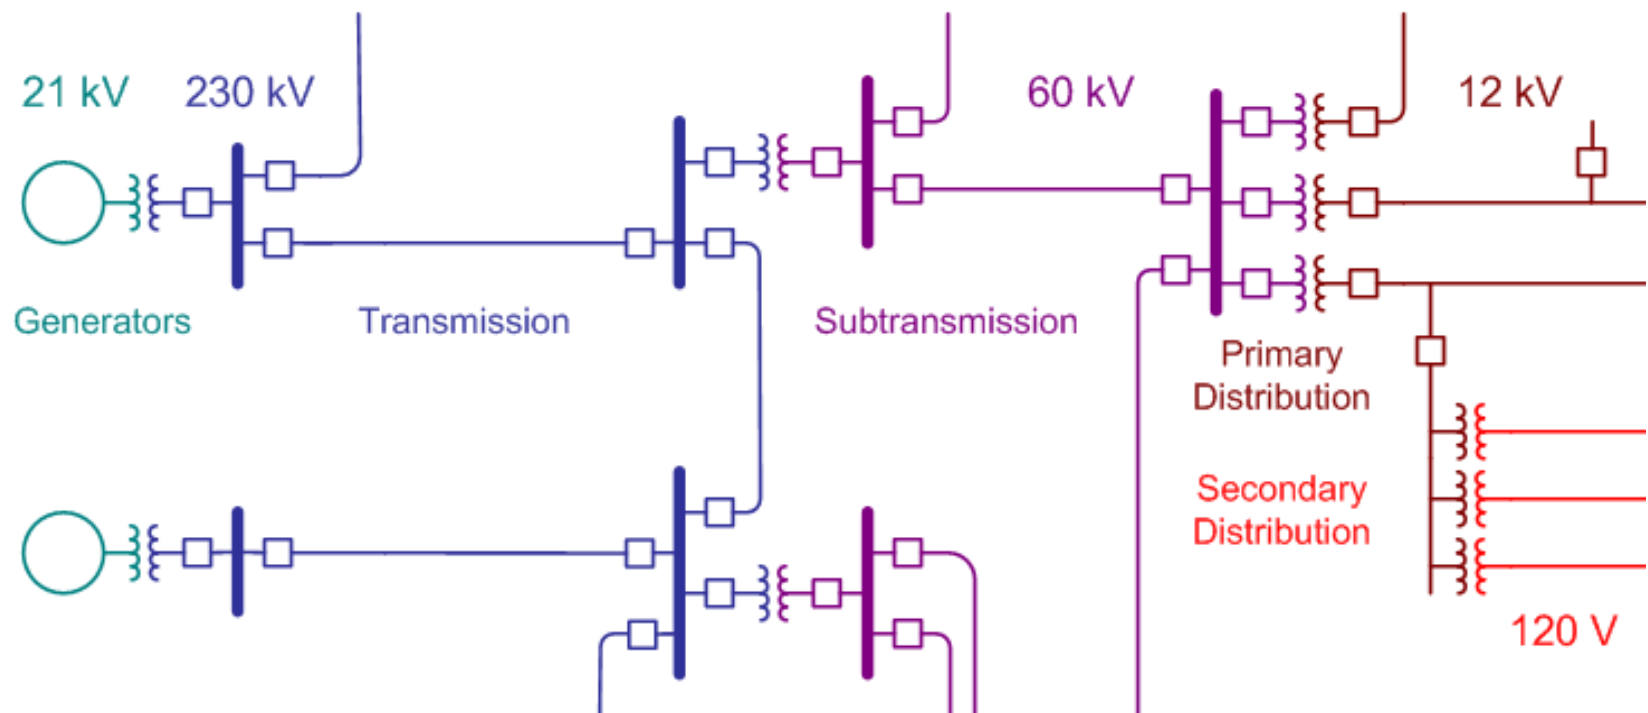 21 kV
230 kV
60 kV
12 kV
Generators
Transmission
Subtransmission
Primary
Distribution
Secondary
Distribution
120 V